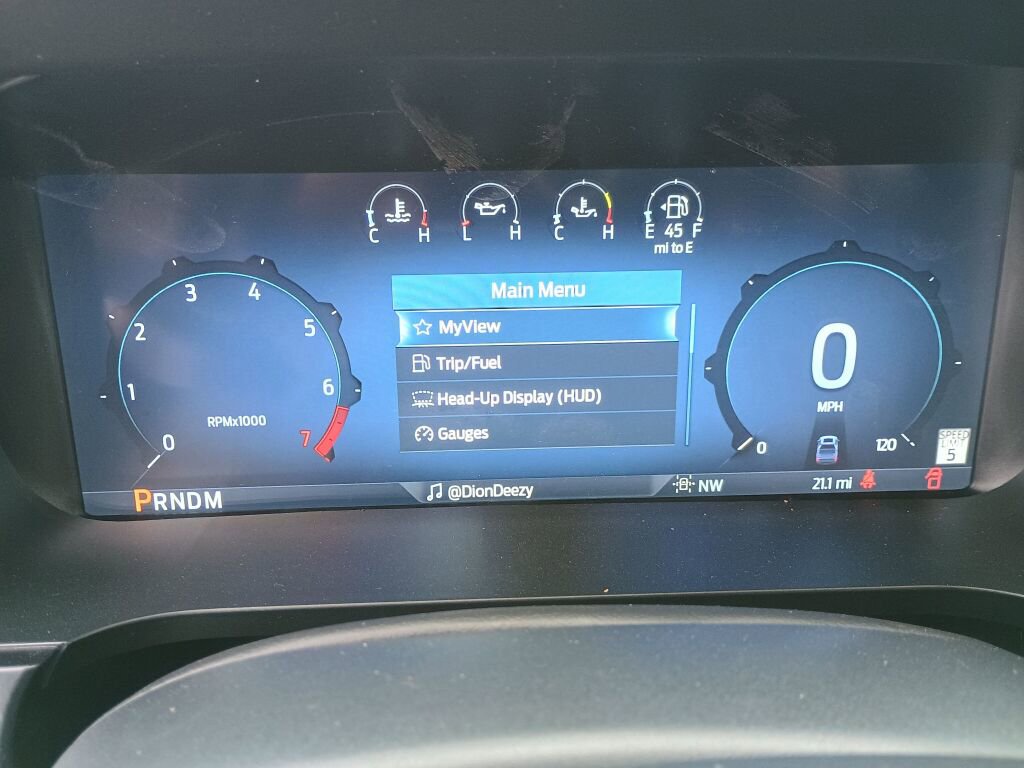 C H
L H
C H
E 45 F
mi to E
Main Menu
MyView
Trip/Fuel
Head-Up Display (HUD)
Gauges
0
1
2
3
4
5
6
7
RPMx1000
0
MPH
0
120
SPEED
LIMIT
5
PRNDM
@DionDeezy
NW
21.1 mi